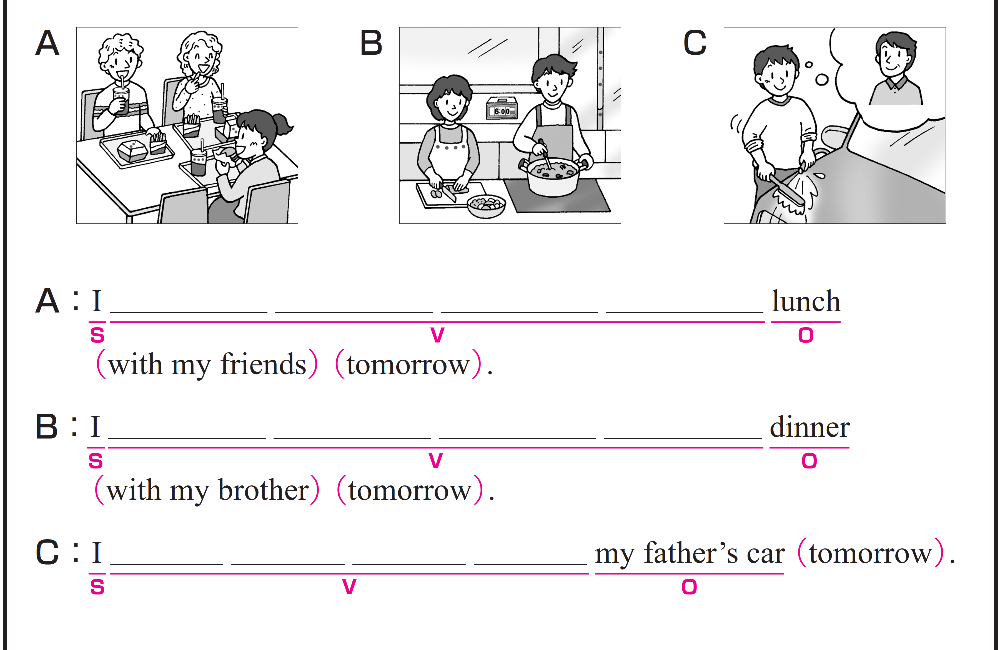 A B C
6:00
A : I ____ ____ ____ ____ lunch
S V O
(with my friends) (tomorrow).
B : I ____ ____ ____ ____ dinner
S V O
(with my brother) (tomorrow).
C : I ____ ____ ____ ____ my father’s car (tomorrow).
S V O